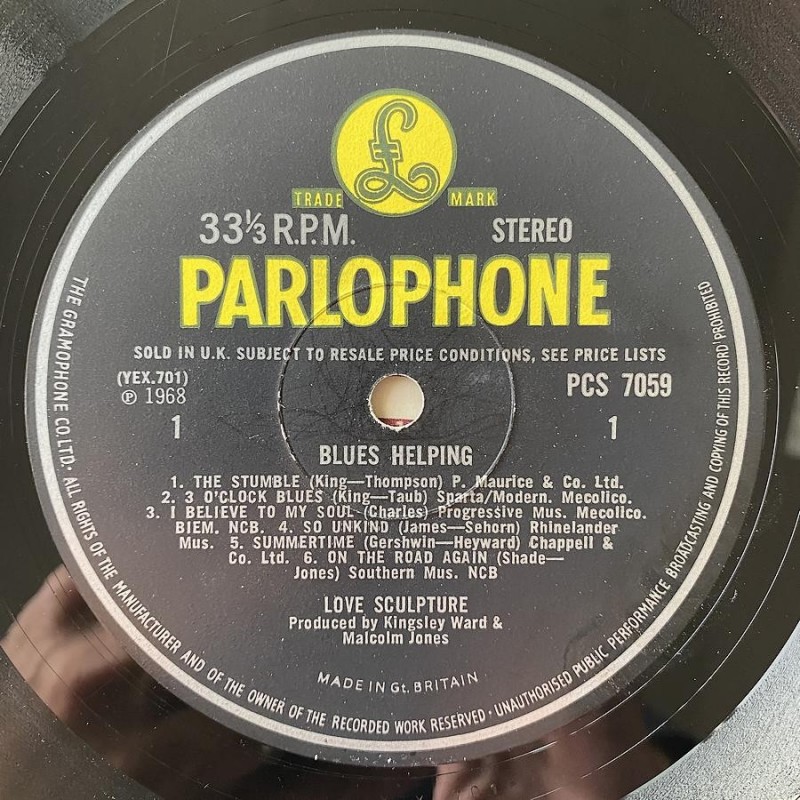 TRADE MARK
33⅓ R.P.M. STEREO
PARLOPHONE
SOLD IN U.K. SUBJECT TO RESALE PRICE CONDITIONS, SEE PRICE LISTS
(YEX.701) PCS 7059
℗ 1968
1 1
BLUES HELPING
1. THE STUMBLE (King—Thompson) P. Maurice & Co. Ltd.
2. 3 O'CLOCK BLUES (King—Taub) Sparta/Modern. Mecolico.
3. I BELIEVE TO MY SOUL (Charles) Progressive Mus. Mecolico.
BIEM. NCB. 4. SO UNKIND (James—Sehorn) Rhinelander
Mus. 5. SUMMERTIME (Gershwin—Heyward) Chappell &
Co. Ltd. 6. ON THE ROAD AGAIN (Shade—
Jones) Southern Mus. NCB
LOVE SCULPTURE
Produced by Kingsley Ward &
Malcolm Jones
MADE IN Gt. BRITAIN
THE GRAMOPHONE CO. LTD. · ALL RIGHTS OF THE MANUFACTURER AND OF THE OWNER OF THE RECORDED WORK RESERVED · UNAUTHORISED PUBLIC PERFORMANCE BROADCASTING AND COPYING OF THIS RECORD PROHIBITED